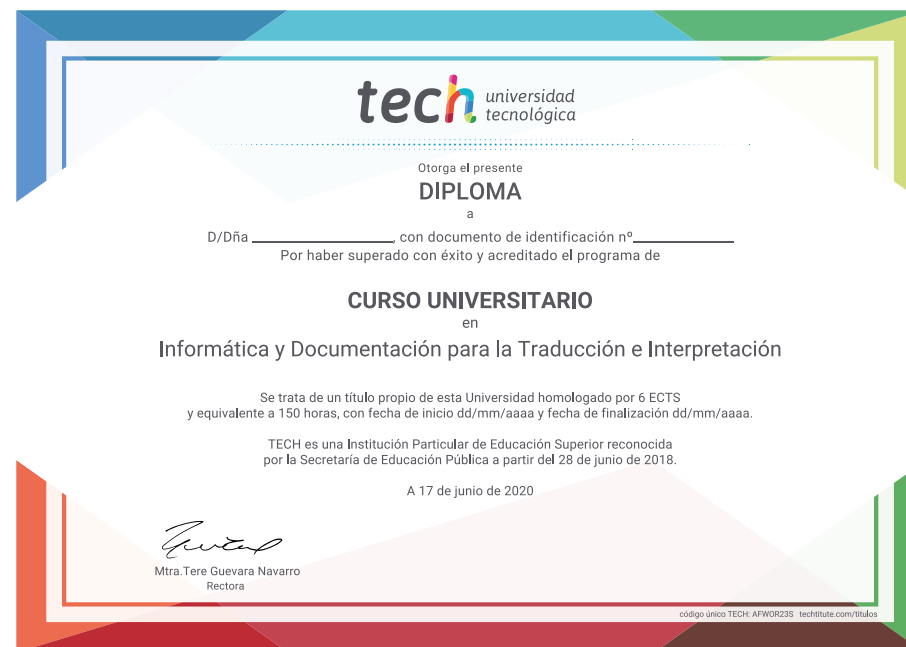 tech universidad
tecnológica
Otorga el presente
DIPLOMA
a
D/Dña ____________________, con documento de identificación nº______________
Por haber superado con éxito y acreditado el programa de
CURSO UNIVERSITARIO
en
Informática y Documentación para la Traducción e Interpretación
Se trata de un título propio de esta Universidad homologado por 6 ECTS
y equivalente a 150 horas, con fecha de inicio dd/mm/aaaa y fecha de finalización dd/mm/aaaa.
TECH es una Institución Particular de Educación Superior reconocida
por la Secretaría de Educación Pública a partir del 28 de junio de 2018.
A 17 de junio de 2020
Mtra.Tere Guevara Navarro
Rectora
código único TECH: AFWOR23S techtitute.com/titulos